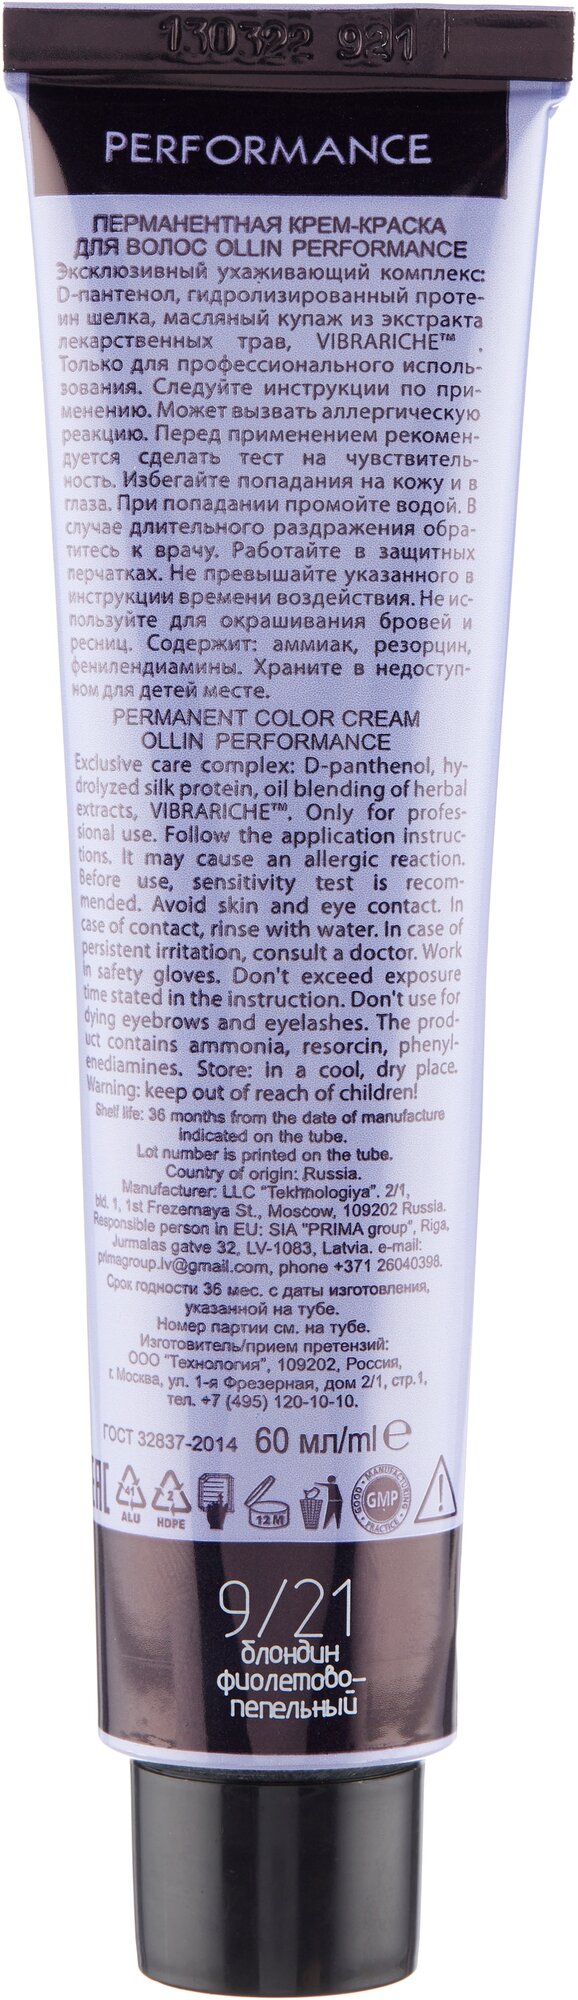 130322 921
PERFORMANCE
ПЕРМАНЕНТНАЯ КРЕМ-КРАСКА
ДЛЯ ВОЛОС OLLIN PERFORMANCE
Эксклюзивный ухаживающий комплекс:
D-пантенол, гидролизированный проте-
ин шелка, масляный купаж из экстракта
лекарственных трав, VIBRARICHE™ .
Только для профессионального исполь-
зования. Следуйте инструкции по при-
менению. Может вызвать аллергическую
реакцию. Перед применением рекомен-
дуется сделать тест на чувствитель-
ность. Избегайте попадания на кожу и в
глаза. При попадании промойте водой. В
случае длительного раздражения обра-
титесь к врачу. Работайте в защитных
перчатках. Не превышайте указанного в
инструкции времени воздействия. Не ис-
пользуйте для окрашивания бровей и
ресниц. Содержит: аммиак, резорцин,
фенилендиамины. Храните в недоступ-
ном для детей месте.
PERMANENT COLOR CREAM
OLLIN PERFORMANCE
Exclusive care complex: D-panthenol, hy-
drolyzed silk protein, oil blending of herbal
extracts, VIBRARICHE™. Only for profes-
sional use. Follow the application instruc-
tions. It may cause an allergic reaction.
Before use, sensitivity test is recom-
mended. Avoid skin and eye contact. In
case of contact, rinse with water. In case of
persistent irritation, consult a doctor. Work
in safety gloves. Don't exceed exposure
time stated in the instruction. Don't use for
dying eyebrows and eyelashes. The prod-
uct contains ammonia, resorcin, phenyl-
enediamines. Store: in a cool, dry place.
Warning: keep out of reach of children!
Shelf life: 36 months from the date of manufacture
indicated on the tube.
Lot number is printed on the tube.
Country of origin: Russia.
Manufacturer: LLC "Tekhnologiya", 2/1,
bld. 1, 1st Frezernaya St., Moscow, 109202 Russia.
Responsible person in EU: SIA "PRIMA group", Riga,
Jurmalas gatve 32, LV-1083, Latvia. e-mail:
primagroup.lv@gmail.com, phone +371 26040398.
Срок годности 36 мес. с даты изготовления,
указанной на тубе.
Номер партии см. на тубе.
Изготовитель/прием претензий:
ООО "Технология", 109202, Россия,
г. Москва, ул. 1-я Фрезерная, дом 2/1, стр.1,
тел. +7 (495) 120-10-10.
ГОСТ 32837-2014 60 мл/ml e
EAC 41 ALU 2 HDPE 12 M GOOD MANUFACTURING PRACTICE GMP
9/21
блондин
фиолетово-
пепельный